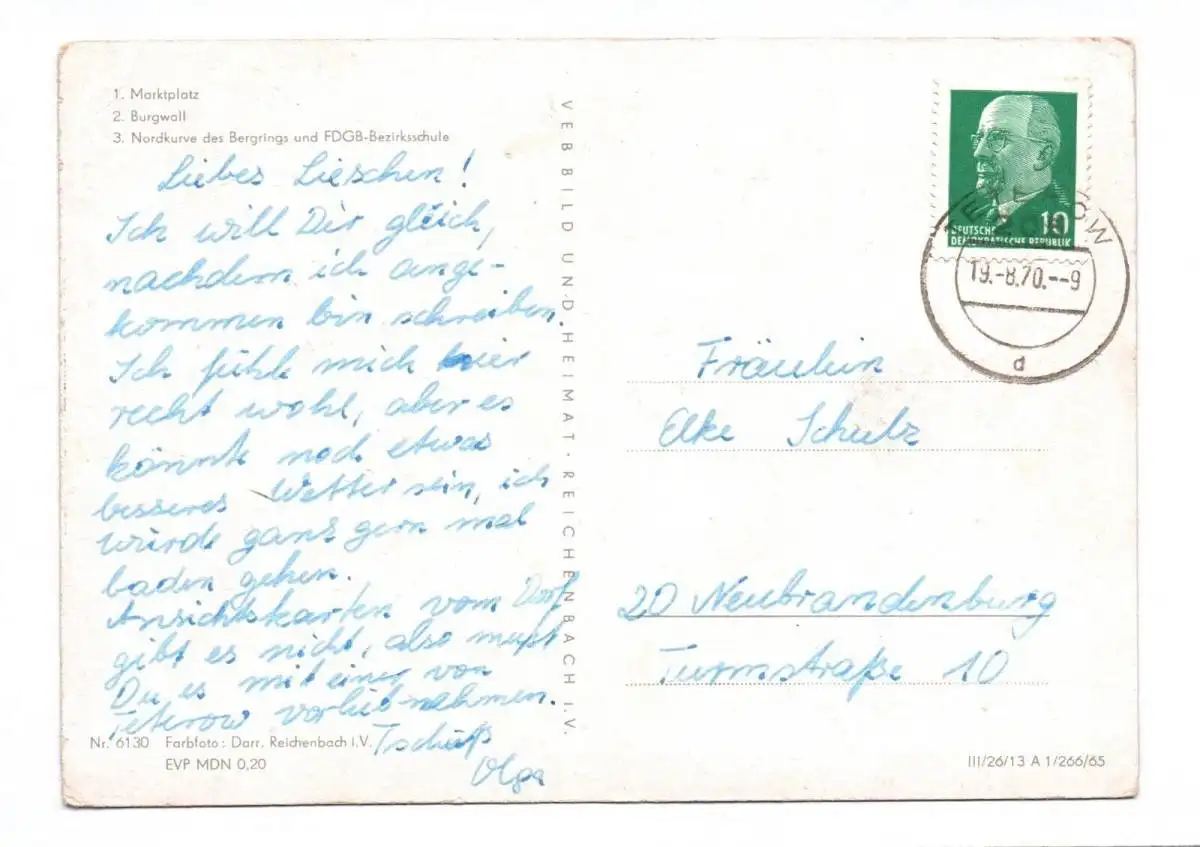 1. Marktplatz
2. Burgwall
3. Nordkurve des Bergrings und FDGB-Bezirksschule
Liebes Lieschen!
Ich will Dir gleich,
nachdem ich ange-
kommen bin schreiben.
Ich fühle mich hier
recht wohl, aber es
könnte noch etwas
besseres Wetter sein, ich
würde ganz gern mal
baden gehen.
Ansichtskarten vom Dorf
gibt es nicht, also mußt
Du es mit einer von
Teterow vorlieb nehmen.
Tschüß
Olga
Nr. 6130 Farbfoto: Darr, Reichenbach i.V.
EVP MDN 0,20
VEB BILD UND HEIMAT · REICHENBACH I. V.
10
DEUTSCHE
DEMOKRATISCHE REPUBLIK
19.-8.70.--9
d
Fräulein
Elke Schulz
20 Neubrandenburg
Turmstraße 10
III/26/13 A 1/266/65